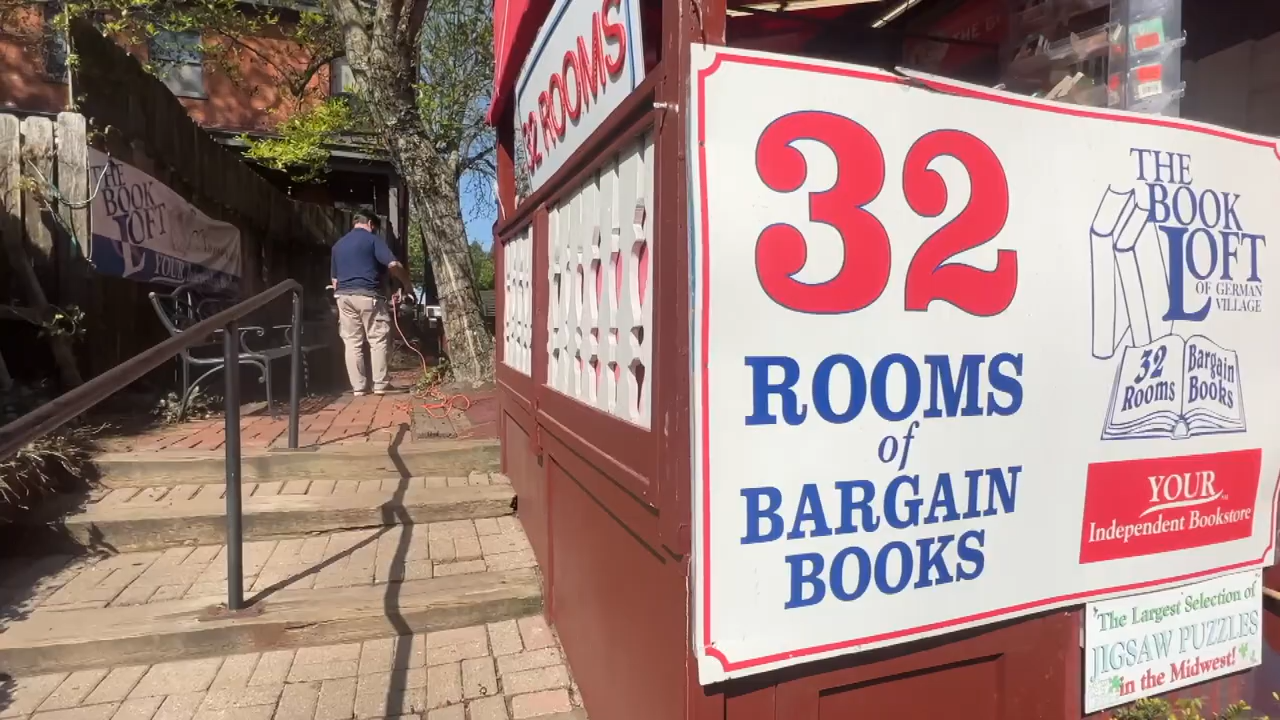 THE
BOOK
LOFT
YOUR
32 ROOMS
32
ROOMS
of
BARGAIN
BOOKS
THE
BOOK
LOFT
OF GERMAN
VILLAGE
32
Rooms
Bargain
Books
YOUR
Independent Bookstore
The Largest Selection of
JIGSAW PUZZLES
in the Midwest!